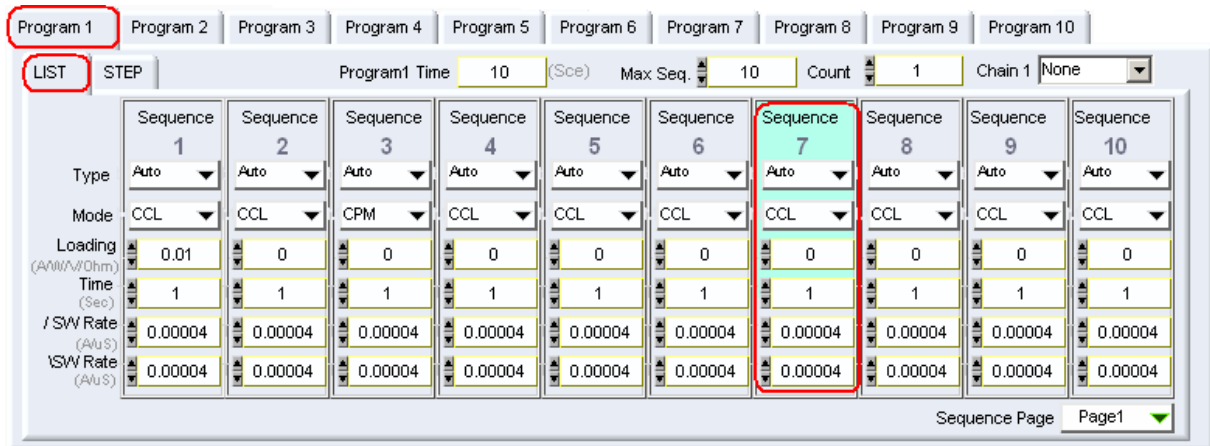 Program 1 Program 2 Program 3 Program 4 Program 5 Program 6 Program 7 Program 8 Program 9 Program 10
LIST STEP Program1 Time 10 (Sce) Max Seq. 10 Count 1 Chain 1 None
Sequence Sequence Sequence Sequence Sequence Sequence Sequence Sequence Sequence Sequence
1 2 3 4 5 6 7 8 9 10
Type Auto Auto Auto Auto Auto Auto Auto Auto Auto Auto
Mode CCL CCL CPM CCL CCL CCL CCL CCL CCL CCL
Loading 0.01 0 0 0 0 0 0 0 0 0
(A/W/V/Ohm)
Time 1 1 1 1 1 1 1 1 1 1
(Sec)
/ SW Rate 0.00004 0.00004 0.00004 0.00004 0.00004 0.00004 0.00004 0.00004 0.00004 0.00004
(A/uS)
\SW Rate 0.00004 0.00004 0.00004 0.00004 0.00004 0.00004 0.00004 0.00004 0.00004 0.00004
(A/uS)
Sequence Page Page1